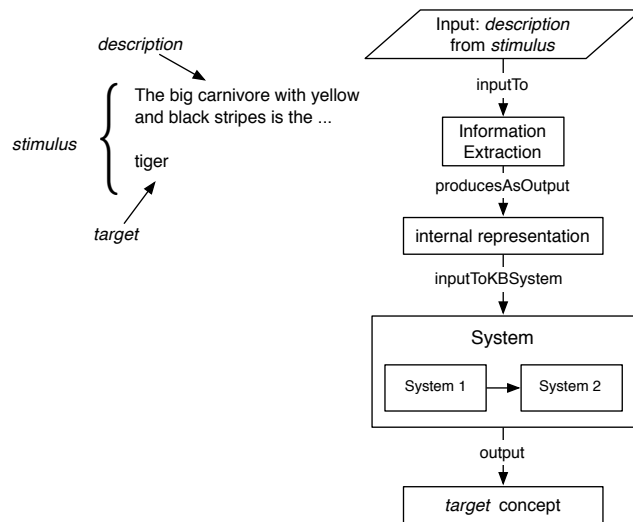 description
The big carnivore with yellow
and black stripes is the ...
stimulus
tiger
target
Input: description
from stimulus
inputTo
Information
Extraction
producesAsOutput
internal representation
inputToKBSystem
System
System 1
System 2
output
target concept